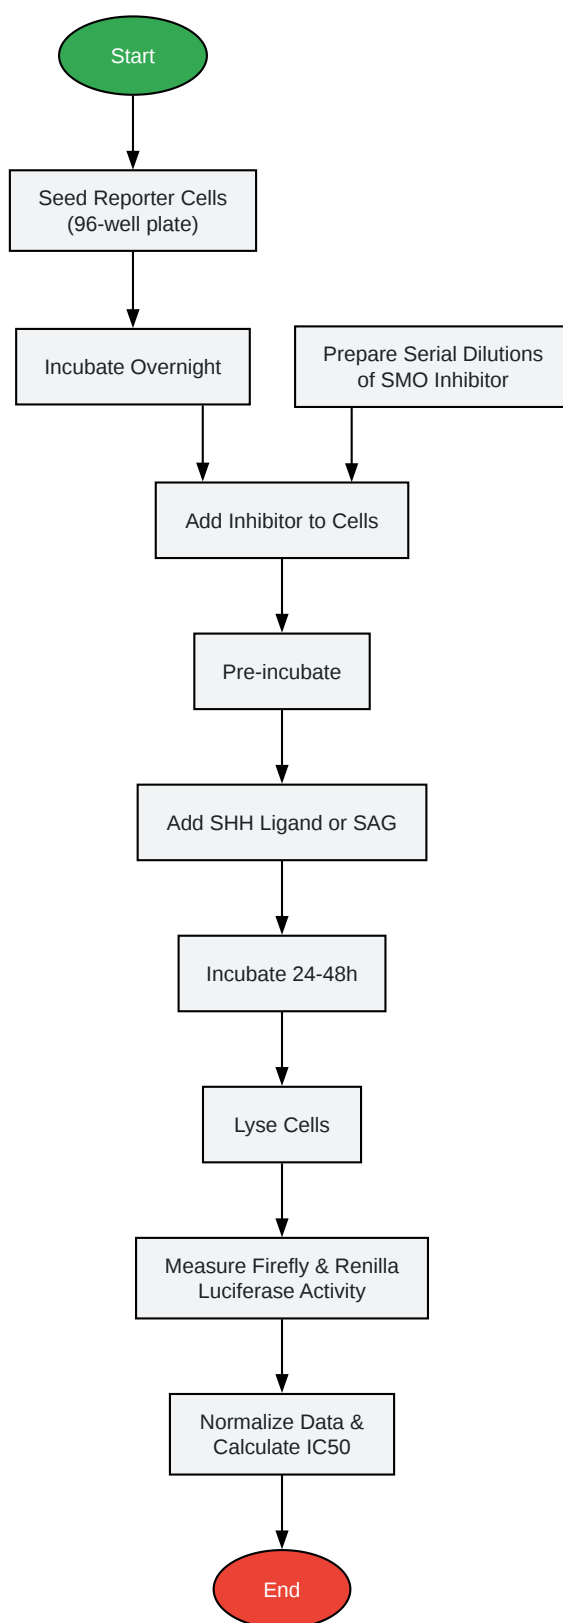 Start
Seed Reporter Cells
(96-well plate)
Incubate Overnight
Prepare Serial Dilutions
of SMO Inhibitor
Add Inhibitor to Cells
Pre-incubate
Add SHH Ligand or SAG
Incubate 24-48h
Lyse Cells
Measure Firefly & Renilla
Luciferase Activity
Normalize Data &
Calculate IC50
End